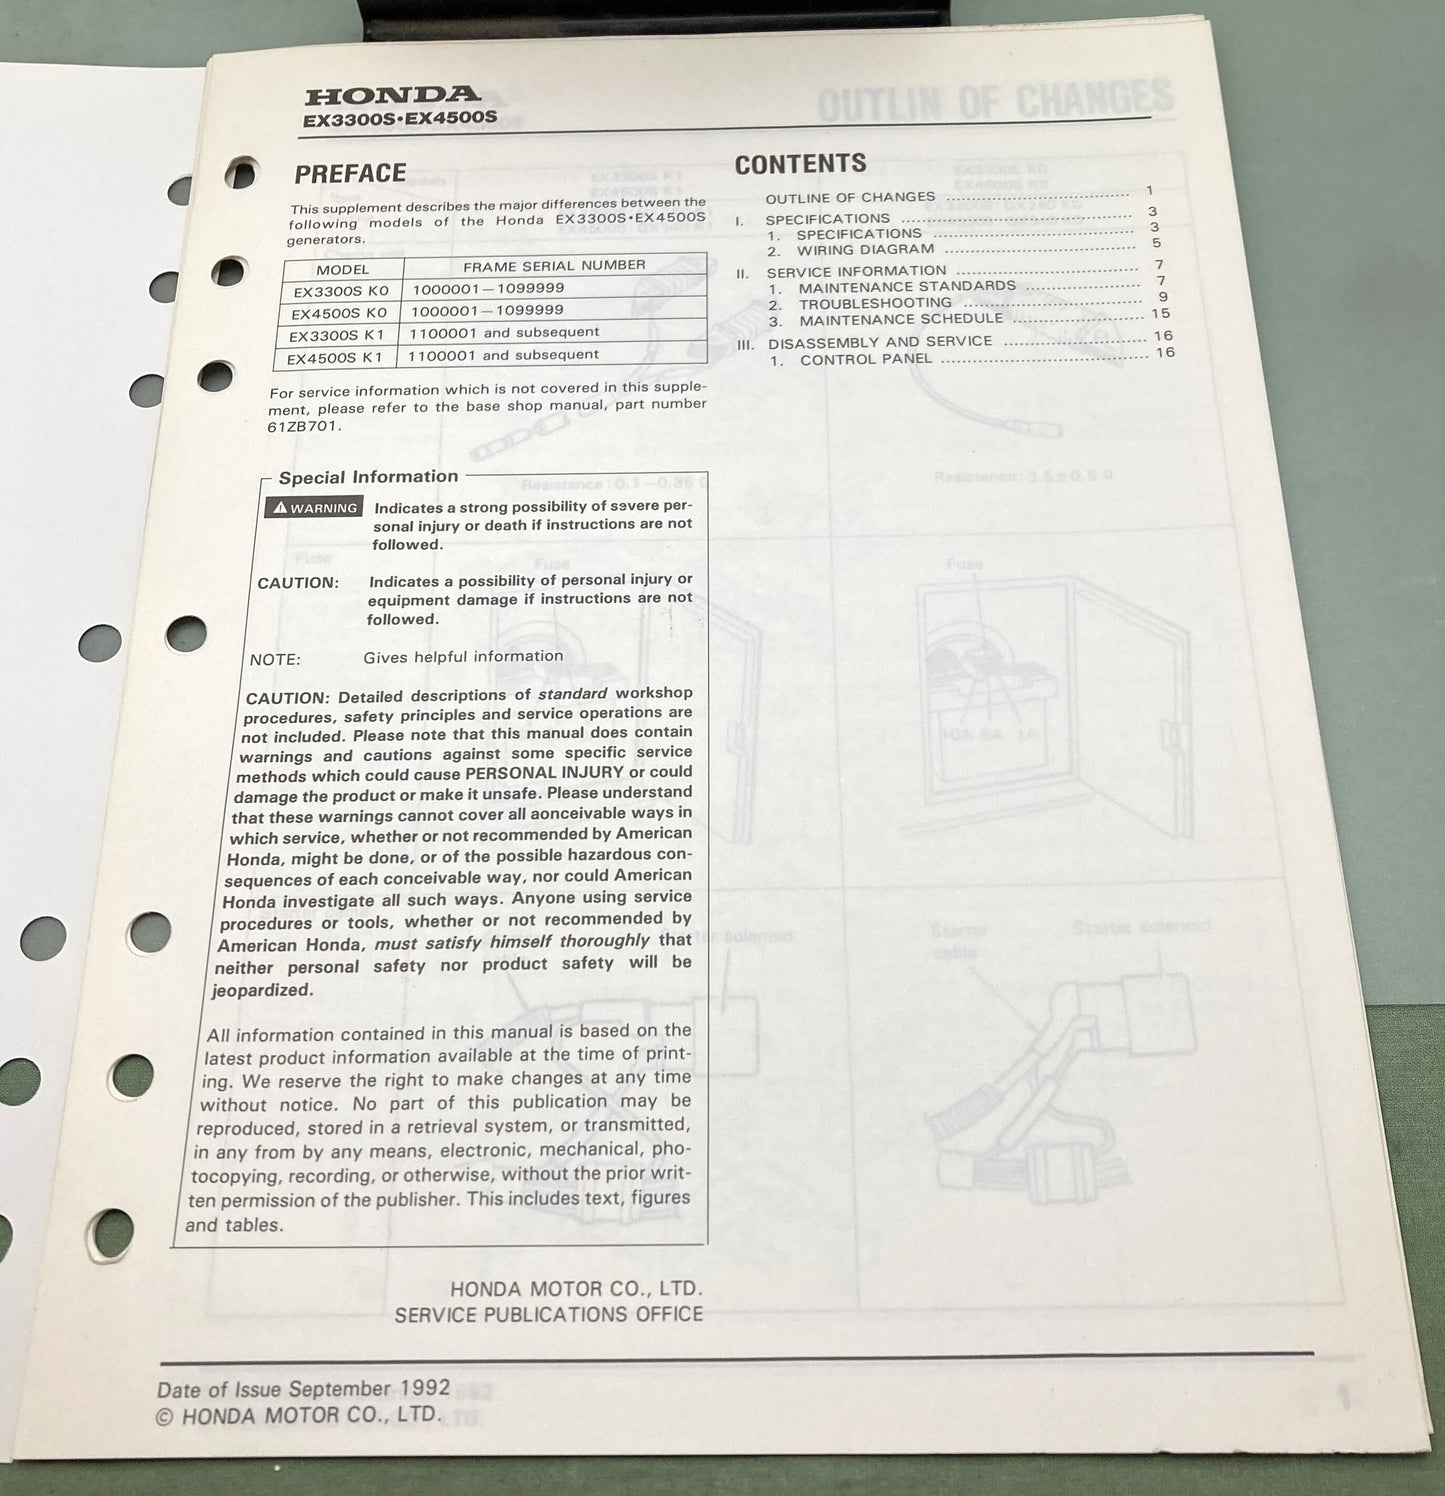 HONDA
EX3300S•EX4500S
OUTLIN OF CHANGES
PREFACE
This supplement describes the major differences between the
following models of the Honda EX3300S•EX4500S
generators.
MODEL FRAME SERIAL NUMBER
EX3300S K0 1000001—1099999
EX4500S K0 1000001—1099999
EX3300S K1 1100001 and subsequent
EX4500S K1 1100001 and subsequent
For service information which is not covered in this supple-
ment, please refer to the base shop manual, part number
61ZB701.
Special Information
WARNING Indicates a strong possibility of severe per-
sonal injury or death if instructions are not
followed.
CAUTION: Indicates a possibility of personal injury or
equipment damage if instructions are not
followed.
NOTE: Gives helpful information
CAUTION: Detailed descriptions of standard workshop
procedures, safety principles and service operations are
not included. Please note that this manual does contain
warnings and cautions against some specific service
methods which could cause PERSONAL INJURY or could
damage the product or make it unsafe. Please understand
that these warnings cannot cover all aonceivable ways in
which service, whether or not recommended by American
Honda, might be done, or of the possible hazardous con-
sequences of each conceivable way, nor could American
Honda investigate all such ways. Anyone using service
procedures or tools, whether or not recommended by
American Honda, must satisfy himself thoroughly that
neither personal safety nor product safety will be
jeopardized.
All information contained in this manual is based on the
latest product information available at the time of print-
ing. We reserve the right to make changes at any time
without notice. No part of this publication may be
reproduced, stored in a retrieval system, or transmitted,
in any from by any means, electronic, mechanical, pho-
tocopying, recording, or otherwise, without the prior writ-
ten permission of the publisher. This includes text, figures
and tables.
HONDA MOTOR CO., LTD.
SERVICE PUBLICATIONS OFFICE
CONTENTS
OUTLINE OF CHANGES 1
I. SPECIFICATIONS 3
1. SPECIFICATIONS 3
2. WIRING DIAGRAM 5
II. SERVICE INFORMATION 7
1. MAINTENANCE STANDARDS 7
2. TROUBLESHOOTING 9
3. MAINTENANCE SCHEDULE 15
III. DISASSEMBLY AND SERVICE 16
1. CONTROL PANEL 16
Resistance: 3.5±0.5 Ω
Fuse
Fuse
Fuse
10A 5A 1A
Starter
cable
Starter solenoid
Date of Issue September 1992
© HONDA MOTOR CO., LTD.
1